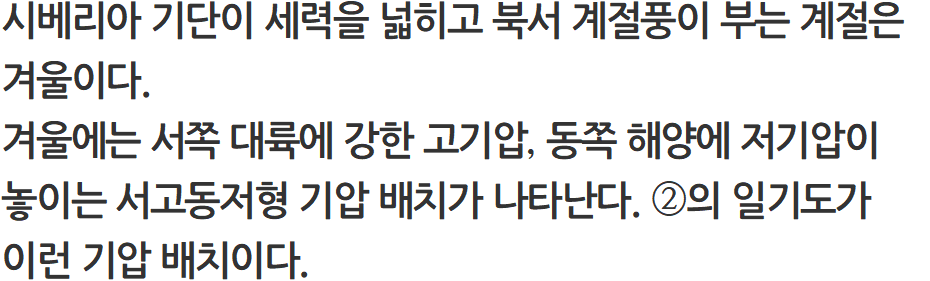 시베리아 기단이 세력을 넓히고 북서 계절풍이 부는 계절은
겨울이다.
겨울에는 서쪽 대륙에 강한 고기압, 동쪽 해양에 저기압이
놓이는 서고동저형 기압 배치가 나타난다. ②의 일기도가
이런 기압 배치이다.